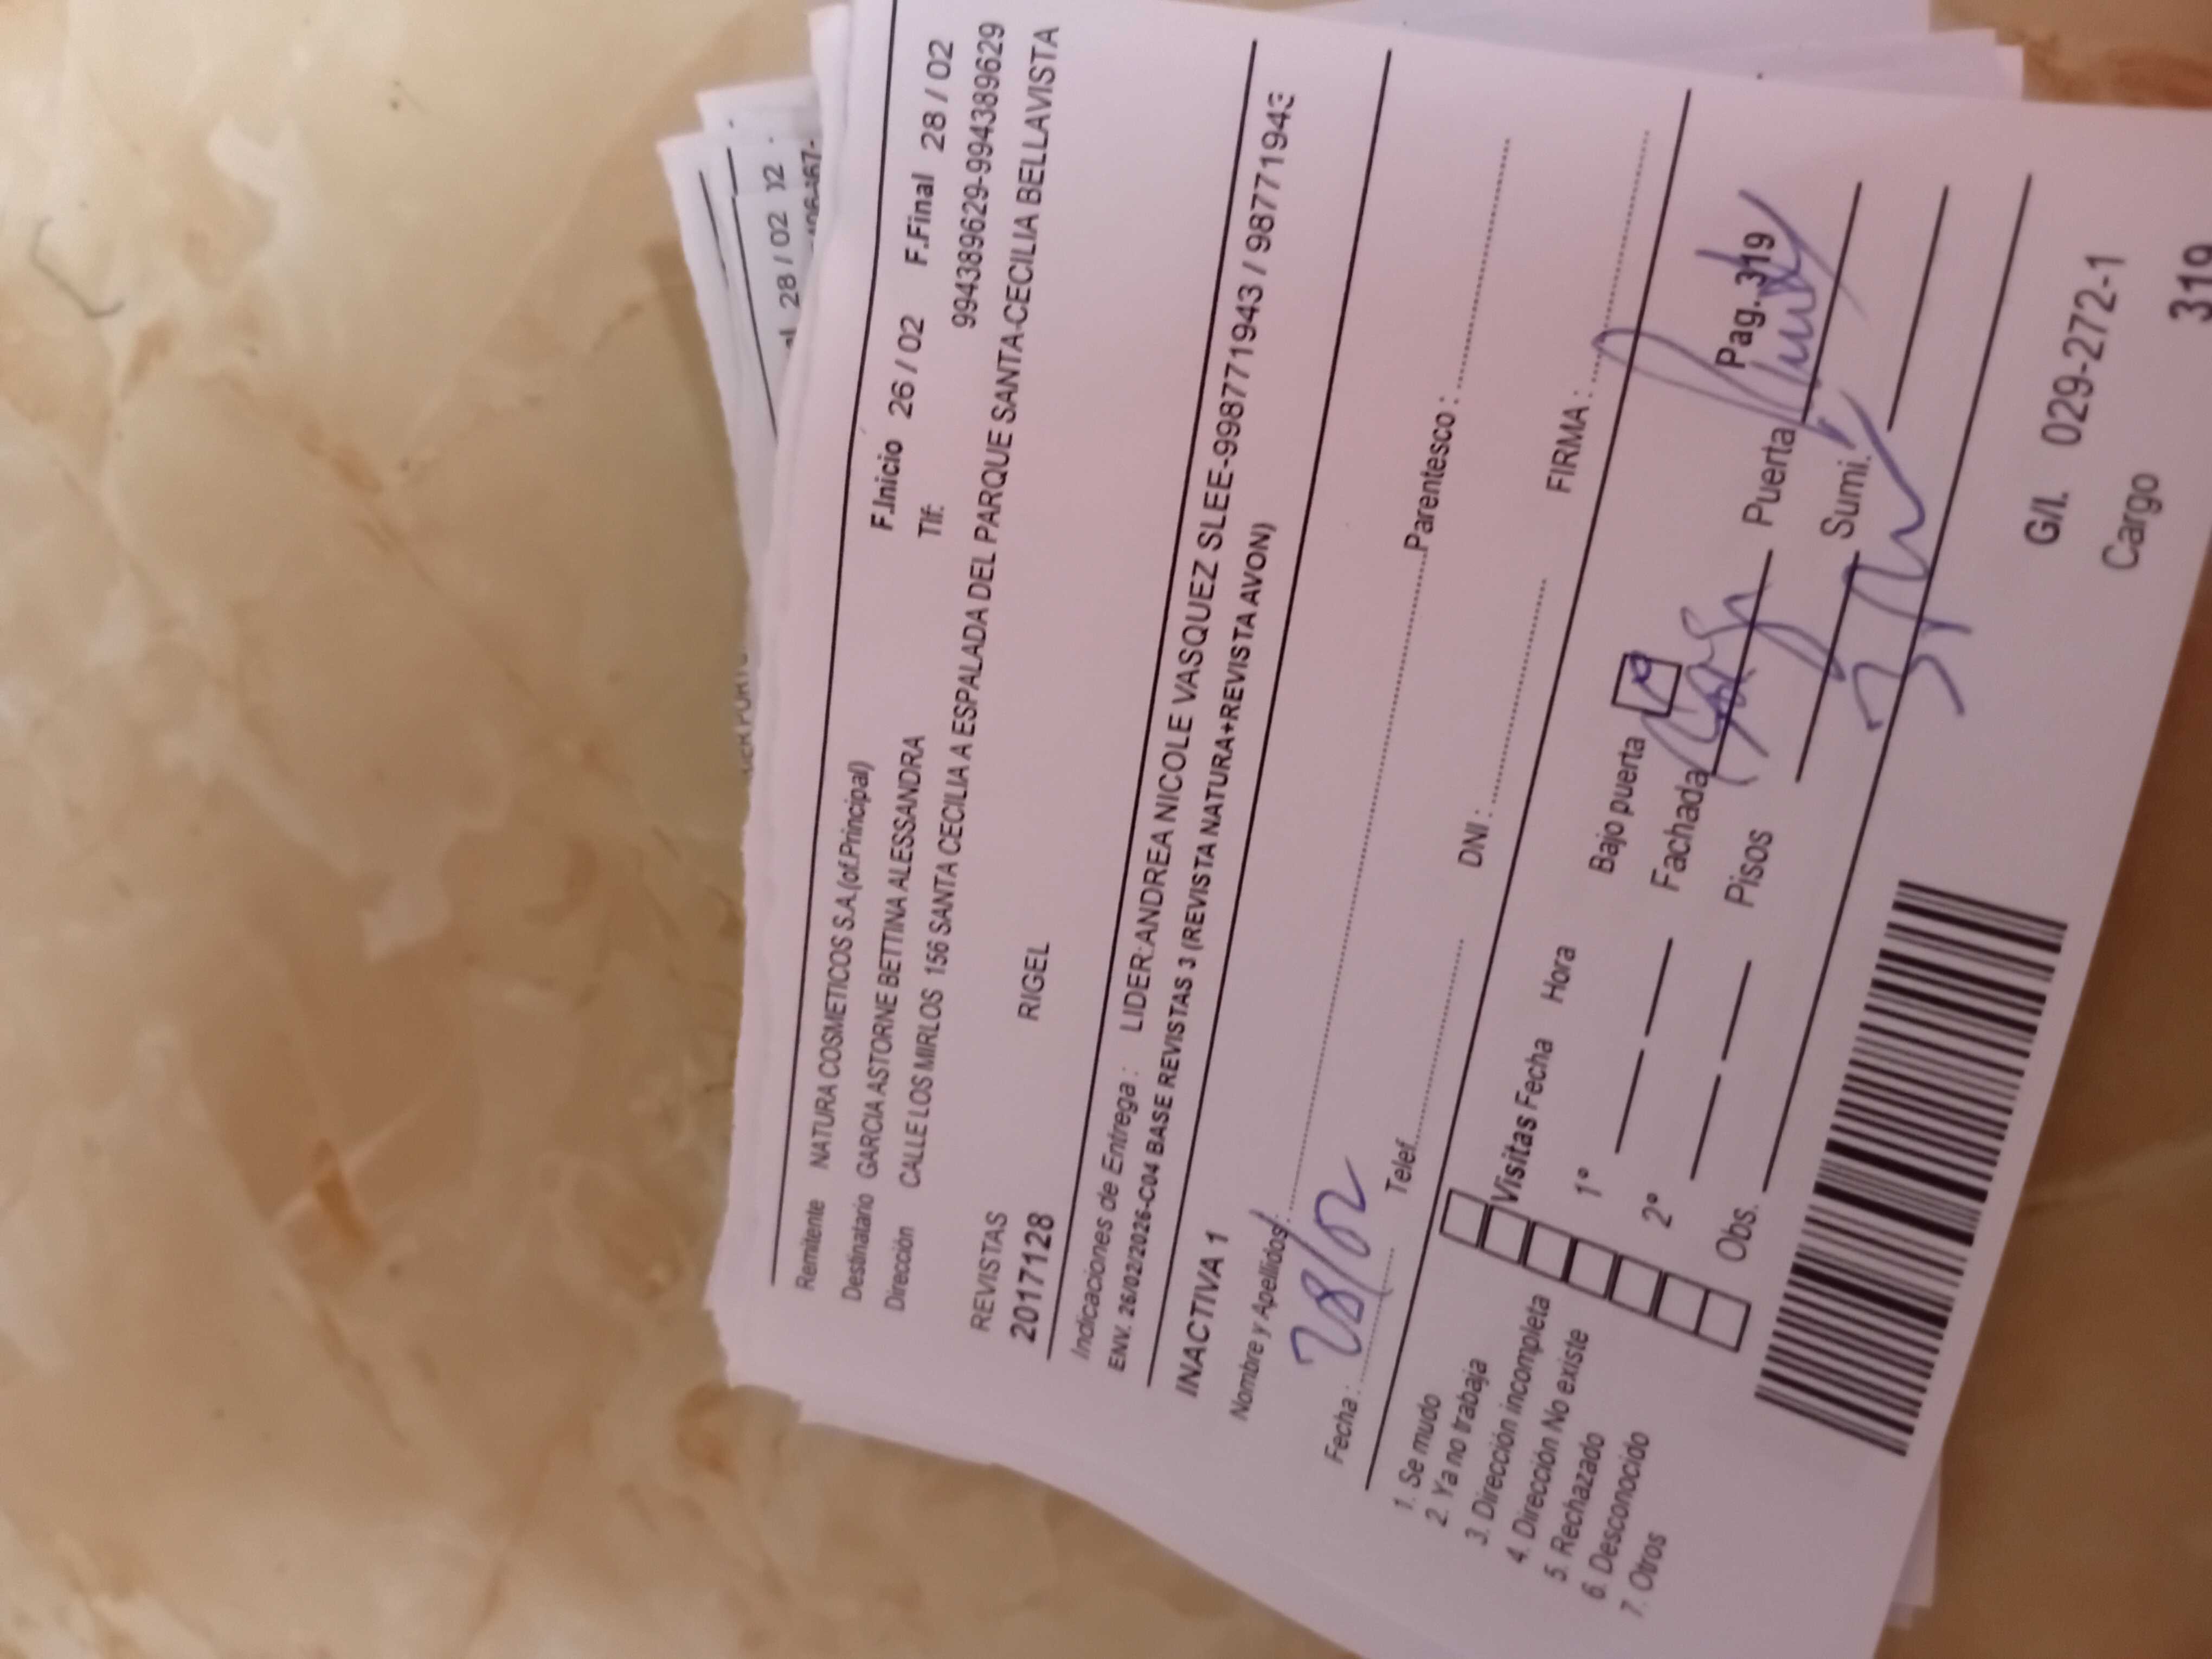 Remitente NATURA COSMETICOS S.A.(of.Principal)
F.Inicio 26 / 02 F.Final 28 / 02
Destinatario GARCIA ASTORNE BETTINA ALESSANDRA
Tlf: 994389629-994389629
Dirección CALLE LOS MIRLOS 156 SANTA CECILIA A ESPALADA DEL PARQUE SANTA-CECILIA BELLAVISTA
REVISTAS RIGEL
20171128
Indicaciones de Entrega : LIDER:ANDREA NICOLE VASQUEZ SLEE-998771943 / 987771943
ENV. 26/02/2026-C04 BASE REVISTAS 3 (REVISTA NATURA+REVISTA AVON)
INACTIVA 1
Nombre y Apellidos: Parentesco :
Fecha : 28/02 Telef. DNI : FIRMA :
1. Se mudo
2. Ya no trabaja
3. Dirección incompleta
4. Dirección No existe
5. Rechazado
6. Desconocido
7. Otros
Visitas Fecha Hora Bajo puerta Pag. 319
1º Fachada Puerta
2º Pisos Sumi.
Obs.
G/I. 029-272-1
Cargo
319
28 / 02